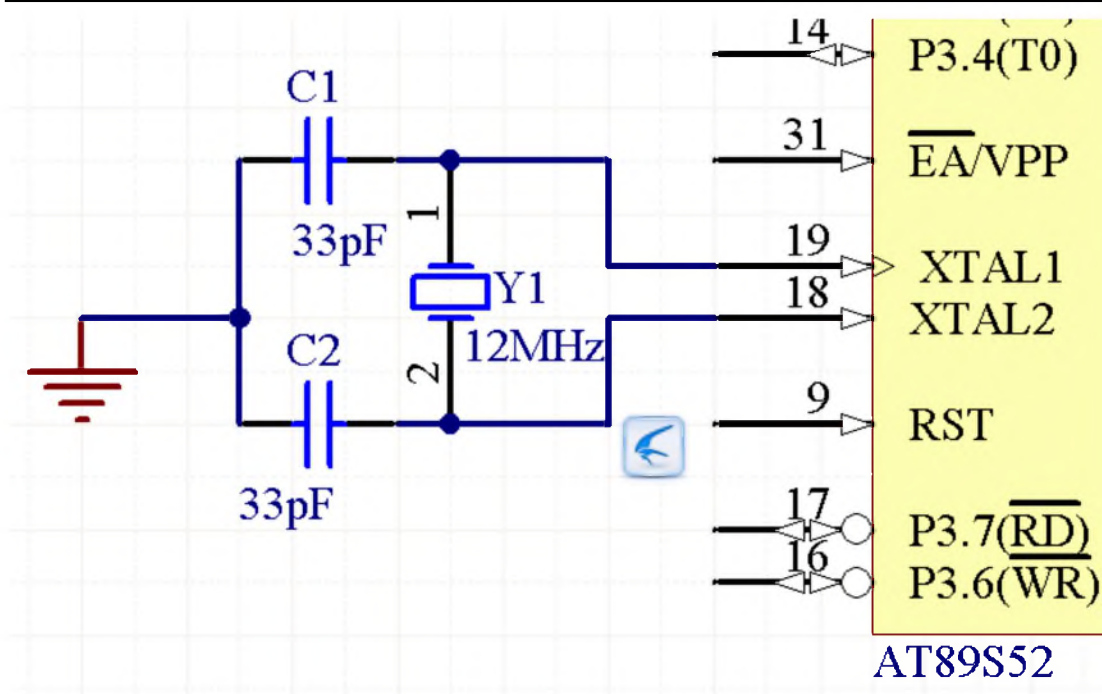 14
P3.4(T0)
C1
31
EA/VPP
1
33pF
19
XTAL1
Y1
18
XTAL2
12MHz
C2
2
9
RST
33pF
17
P3.7(RD)
16
P3.6(WR)
AT89S52